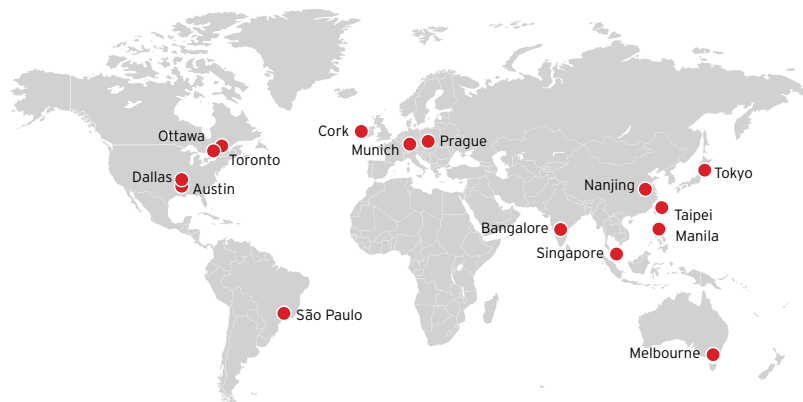 Ottawa
Toronto
Dallas
Austin
São Paulo
Cork
Munich
Prague
Nanjing
Tokyo
Taipei
Manila
Bangalore
Singapore
Melbourne